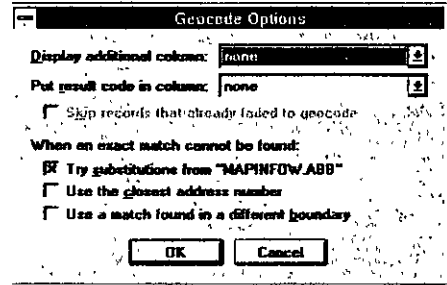 Geocode Options
Display additional column: none
Put result code in column: none
Skip records that already failed to geocode
When an exact match cannot be found:
Try substitutions from "MAPINFOW.ABB"
Use the closest address number
Use a match found in a different boundary
OK Cancel